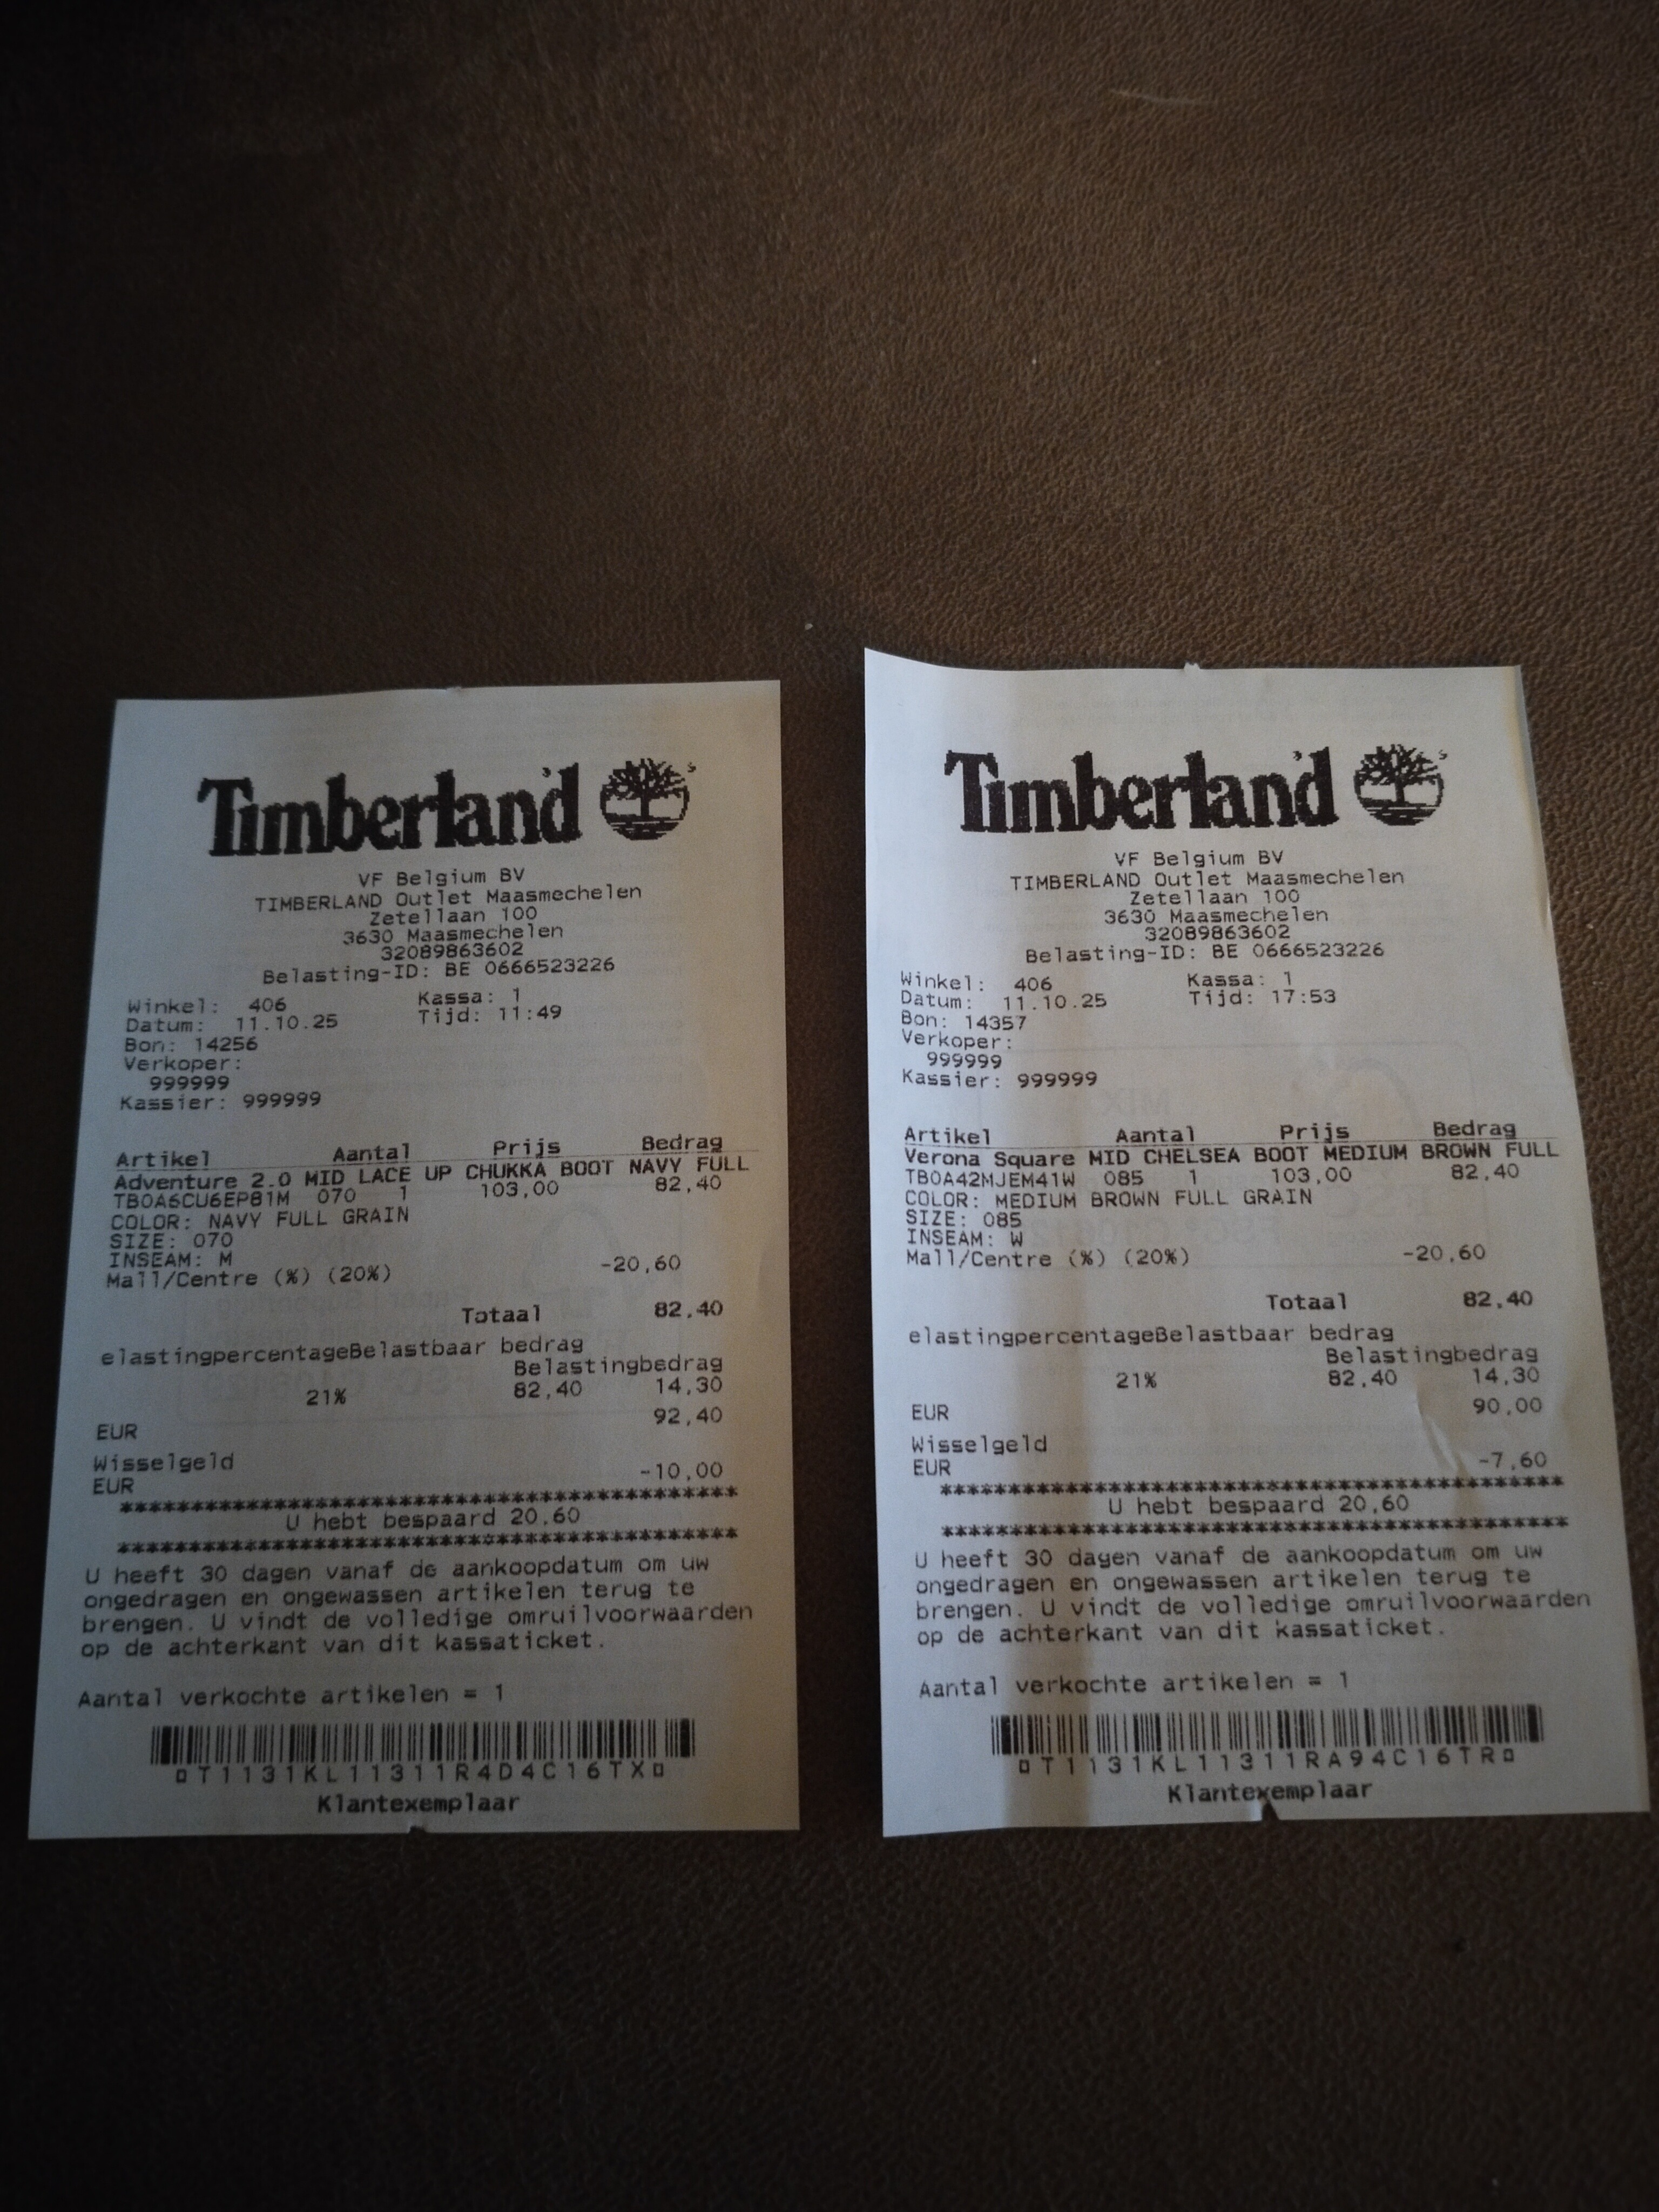 Timberland
VF Belgium BV
TIMBERLAND Outlet Maasmechelen
Zetellaan 100
3630 Maasmechelen
32089863602
Belasting-ID: BE 0666523226
Winkel: 406 Kassa: 1
Datum: 11.10.25 Tijd: 11:49
Bon: 14256
Verkoper:
999999
Kassier: 999999
Artikel Aantal Prijs Bedrag
Adventure 2.0 MID LACE UP CHUKKA BOOT NAVY FULL
TB0A6CU6EP81M 070 1 103,00 82,40
COLOR: NAVY FULL GRAIN
SIZE: 070
INSEAM: M
Mall/Centre (%) (20%) -20,60
Totaal 82,40
elastingpercentageBelastbaar bedrag
Belastingbedrag
21% 82,40 14,30
EUR 92,40
Wisselgeld
EUR -10,00
******************************************
U hebt bespaard 20,60
******************************************
U heeft 30 dagen vanaf de aankoopdatum om uw
ongedragen en ongewassen artikelen terug te
brengen. U vindt de volledige omruilvoorwaarden
op de achterkant van dit kassaticket.
Aantal verkochte artikelen = 1
¤T1131KL11311R4D4C16TX¤
Klantexemplaar
Timberland
VF Belgium BV
TIMBERLAND Outlet Maasmechelen
Zetellaan 100
3630 Maasmechelen
32089863602
Belasting-ID: BE 0666523226
Winkel: 406 Kassa: 1
Datum: 11.10.25 Tijd: 17:53
Bon: 14357
Verkoper:
999999
Kassier: 999999
Artikel Aantal Prijs Bedrag
Verona Square MID CHELSEA BOOT MEDIUM BROWN FULL
TB0A42MJEM41W 085 1 103,00 82,40
COLOR: MEDIUM BROWN FULL GRAIN
SIZE: 085
INSEAM: W
Mall/Centre (%) (20%) -20,60
Totaal 82,40
elastingpercentageBelastbaar bedrag
Belastingbedrag
21% 82,40 14,30
EUR 90,00
Wisselgeld
EUR -7,60
******************************************
U hebt bespaard 20,60
******************************************
U heeft 30 dagen vanaf de aankoopdatum om uw
ongedragen en ongewassen artikelen terug te
brengen. U vindt de volledige omruilvoorwaarden
op de achterkant van dit kassaticket.
Aantal verkochte artikelen = 1
¤T1131KL11311RA94C16TR¤
Klantexemplaar